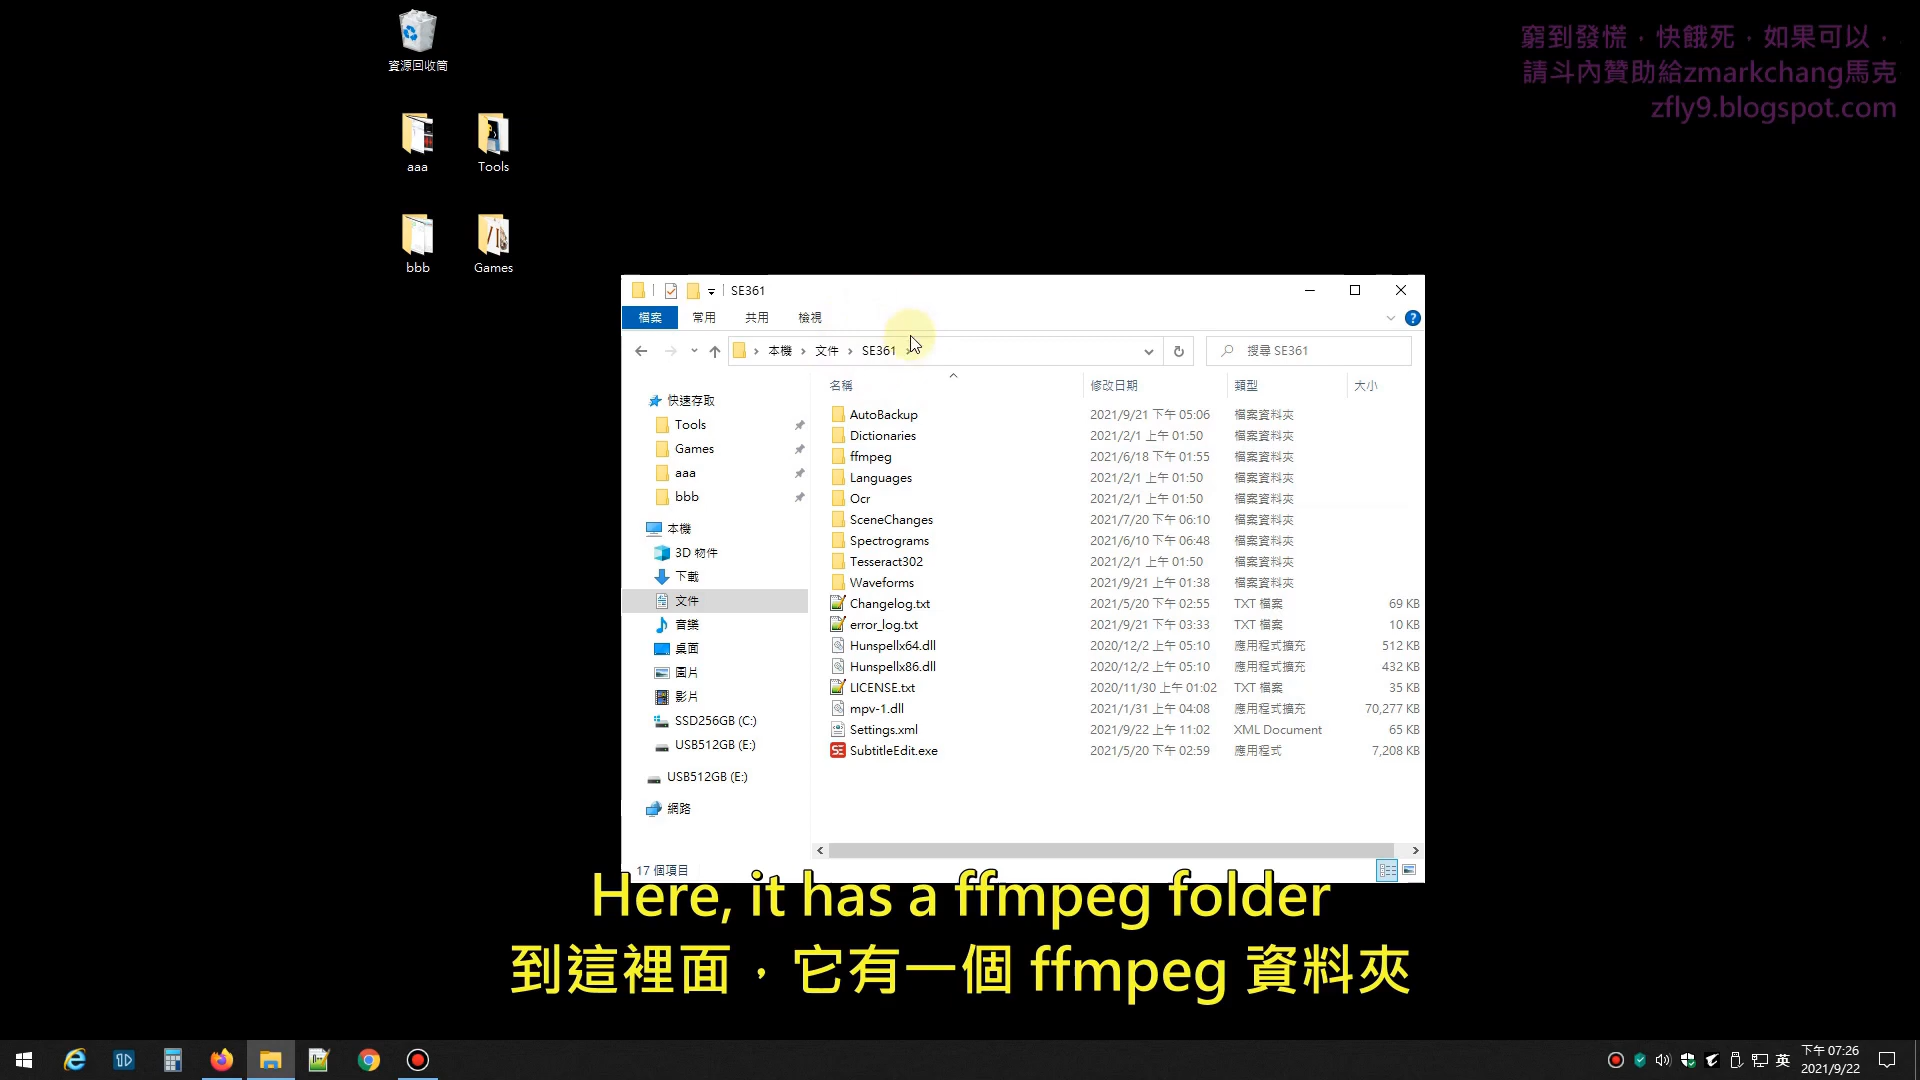 資源回收筒
窮到發慌，快餓死，如果可以，
請斗內贊助給zmarkchang馬克
zfly9.blogspot.com
aaa
Tools
bbb
Games
SE361
檔案
常用
共用
檢視
本機
文件
SE361
搜尋 SE361
名稱
修改日期
類型
大小
快速存取
Tools
Games
aaa
bbb
本機
3D 物件
下載
文件
音樂
桌面
圖片
影片
SSD256GB (C:)
USB512GB (E:)
USB512GB (E:)
網路
AutoBackup 2021/9/21 下午 05:06 檔案資料夾
Dictionaries 2021/2/1 上午 01:50 檔案資料夾
ffmpeg 2021/6/18 下午 01:55 檔案資料夾
Languages 2021/2/1 上午 01:50 檔案資料夾
Ocr 2021/2/1 上午 01:50 檔案資料夾
SceneChanges 2021/7/20 下午 06:10 檔案資料夾
Spectrograms 2021/6/10 下午 06:48 檔案資料夾
Tesseract302 2021/2/1 上午 01:50 檔案資料夾
Waveforms 2021/9/21 下午 01:38 檔案資料夾
Changelog.txt 2021/5/20 下午 02:55 TXT 檔案 69 KB
error_log.txt 2021/9/21 下午 03:33 TXT 檔案 10 KB
Hunspellx64.dll 2020/12/2 上午 05:10 應用程式擴充 512 KB
Hunspellx86.dll 2020/12/2 上午 05:10 應用程式擴充 432 KB
LICENSE.txt 2020/11/30 上午 01:02 TXT 檔案 35 KB
mpv-1.dll 2021/1/31 上午 04:08 應用程式擴充 70,277 KB
Settings.xml 2021/9/22 上午 11:02 XML Document 65 KB
SubtitleEdit.exe 2021/5/20 下午 02:59 應用程式 7,208 KB
17 個項目
Here, it has a ffmpeg folder
到這裡面，它有一個 ffmpeg 資料夾
英
下午 07:26
2021/9/22